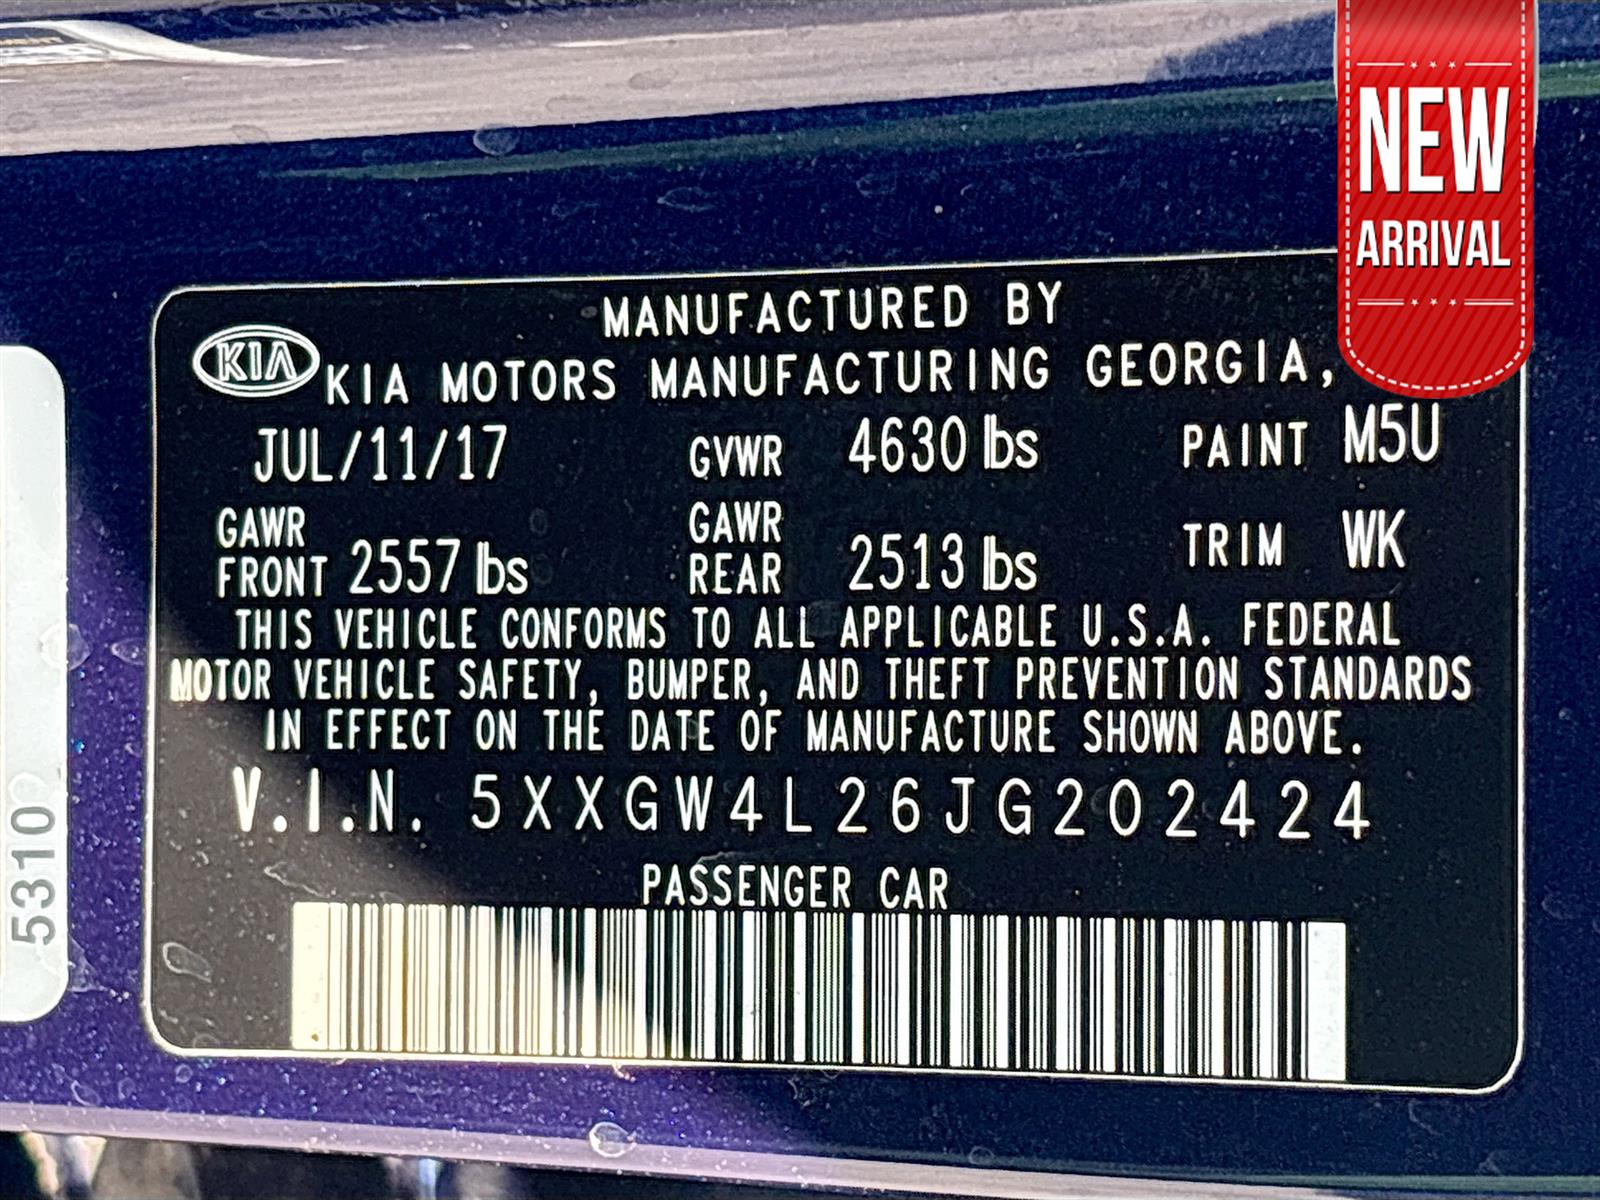 NEW
ARRIVAL
MANUFACTURED BY
KIA KIA MOTORS MANUFACTURING GEORGIA,
JUL/11/17 GVWR 4630 lbs PAINT M5U
GAWR FRONT 2557 lbs GAWR REAR 2513 lbs TRIM WK
THIS VEHICLE CONFORMS TO ALL APPLICABLE U.S.A. FEDERAL
MOTOR VEHICLE SAFETY, BUMPER, AND THEFT PREVENTION STANDARDS
IN EFFECT ON THE DATE OF MANUFACTURE SHOWN ABOVE.
V.I.N. 5XXGW4L26JG202424
PASSENGER CAR
5310